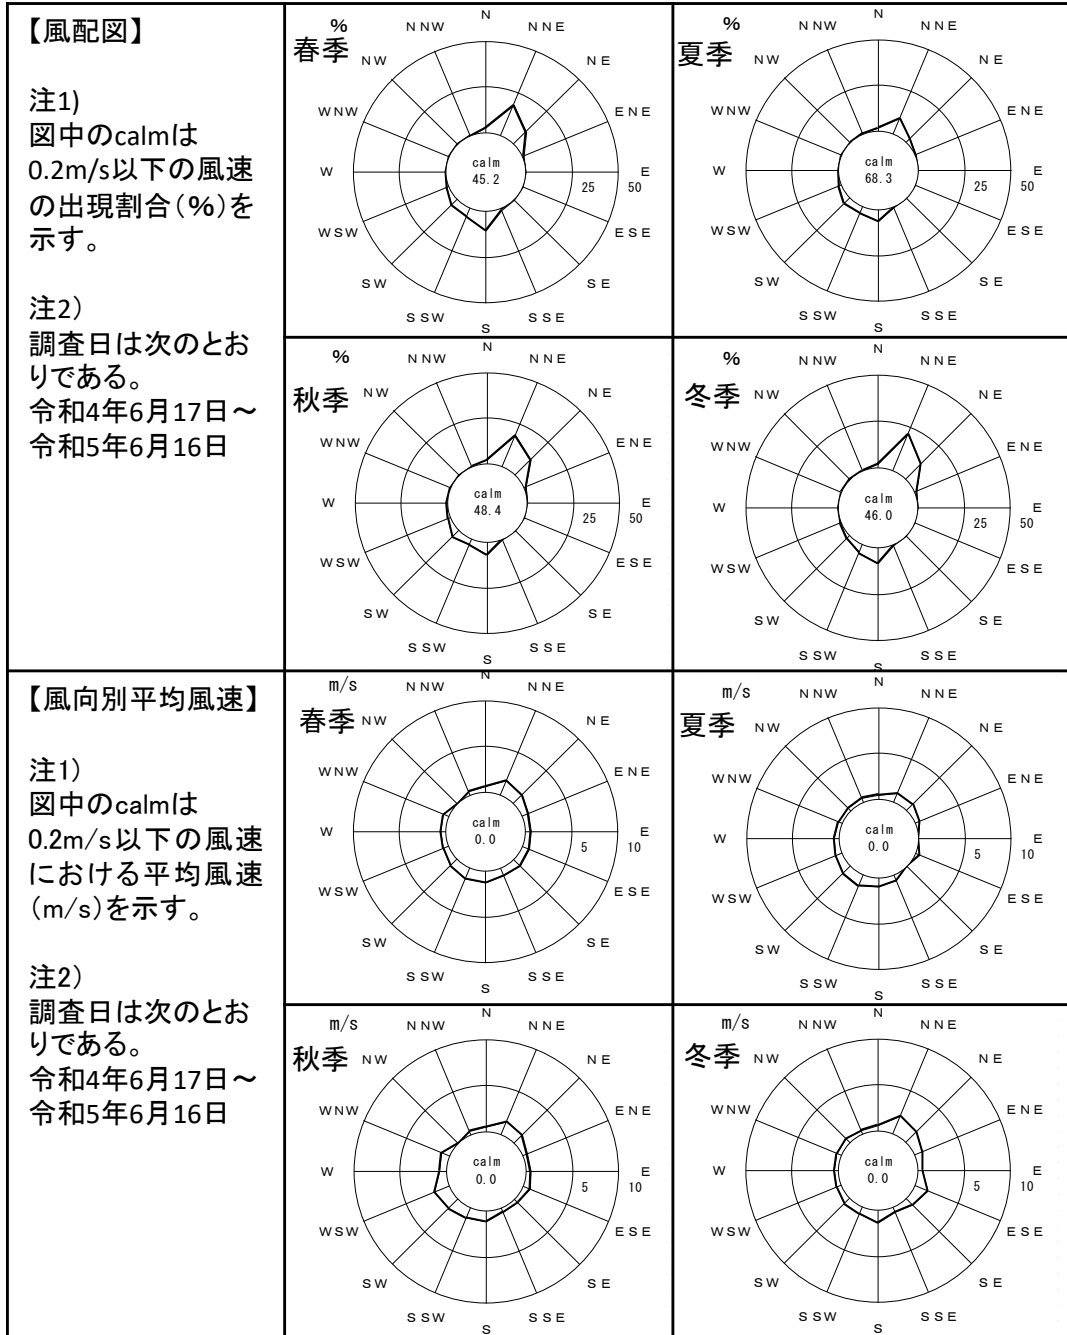 【風配図】
注1)
図中のcalmは
0.2m/s以下の風速
の出現割合(%)を
示す。
注2)
調査日は次のとお
りである。
令和4年6月17日～
令和5年6月16日
%
春季
N
NNE
NE
ENE
E
ESE
SE
SSE
S
SSW
SW
WSW
W
WNW
NW
NNW
calm
45.2
25
50
%
夏季
N
NNE
NE
ENE
E
ESE
SE
SSE
S
SSW
SW
WSW
W
WNW
NW
NNW
calm
68.3
25
50
%
秋季
N
NNE
NE
ENE
E
ESE
SE
SSE
S
SSW
SW
WSW
W
WNW
NW
NNW
calm
48.4
25
50
%
冬季
N
NNE
NE
ENE
E
ESE
SE
SSE
S
SSW
SW
WSW
W
WNW
NW
NNW
calm
46.0
25
50
【風向別平均風速】
注1)
図中のcalmは
0.2m/s以下の風速
における平均風速
(m/s)を示す。
注2)
調査日は次のとお
りである。
令和4年6月17日～
令和5年6月16日
m/s
春季
N
NNE
NE
ENE
E
ESE
SE
SSE
S
SSW
SW
WSW
W
WNW
NW
NNW
calm
0.0
5
10
m/s
夏季
N
NNE
NE
ENE
E
ESE
SE
SSE
S
SSW
SW
WSW
W
WNW
NW
NNW
calm
0.0
5
10
m/s
秋季
N
NNE
NE
ENE
E
ESE
SE
SSE
S
SSW
SW
WSW
W
WNW
NW
NNW
calm
0.0
5
10
m/s
冬季
N
NNE
NE
ENE
E
ESE
SE
SSE
S
SSW
SW
WSW
W
WNW
NW
NNW
calm
0.0
5
10